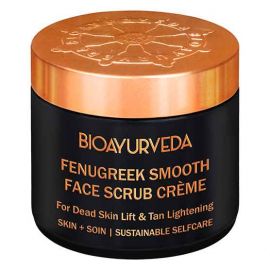 BIOAYURVEDA
FENUGREEK SMOOTH
FACE SCRUB CRÈME
For Dead Skin Lift & Tan Lightening
SKIN + SOIN | SUSTAINABLE SELFCARE